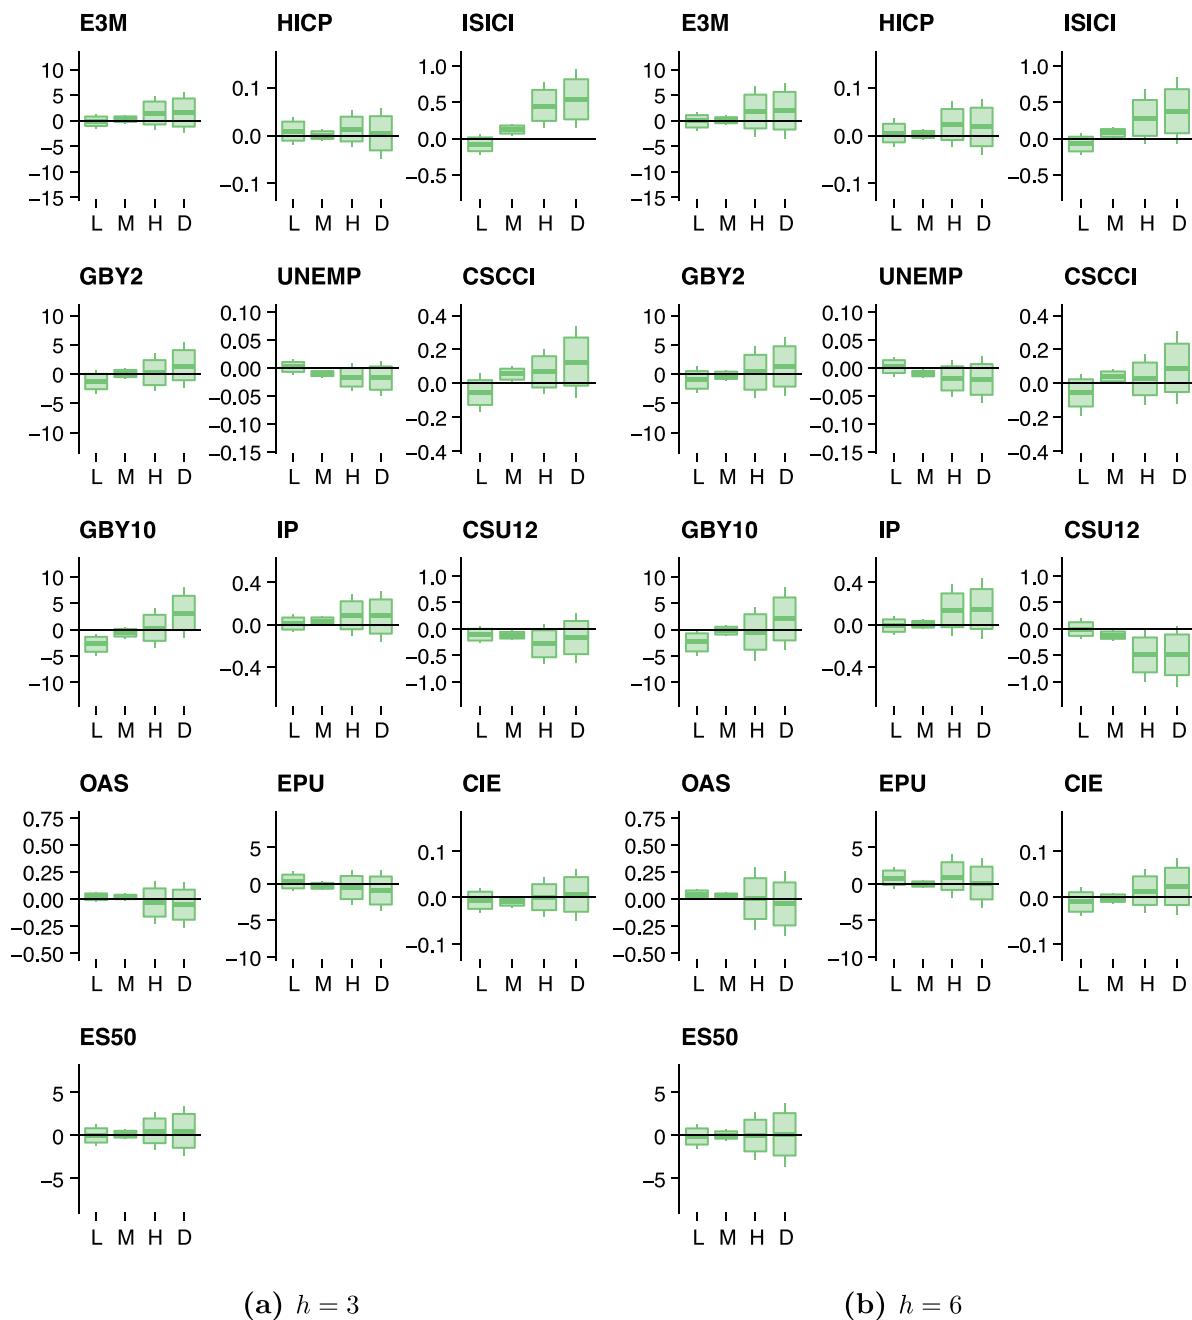 E3M HICP ISICI E3M HICP ISICI
10 5 0 −5 −10 −15
0.1 0.0 −0.1
1.0 0.5 0.0 −0.5
10 5 0 −5 −10 −15
0.1 0.0 −0.1
1.0 0.5 0.0 −0.5
L M H D L M H D L M H D L M H D L M H D L M H D
GBY2 UNEMP CSCCI GBY2 UNEMP CSCCI
10 5 0 −5 −10
0.10 0.05 0.00 −0.05 −0.10 −0.15
0.4 0.2 0.0 −0.2 −0.4
10 5 0 −5 −10
0.10 0.05 0.00 −0.05 −0.10 −0.15
0.4 0.2 0.0 −0.2 −0.4
L M H D L M H D L M H D L M H D L M H D L M H D
GBY10 IP CSU12 GBY10 IP CSU12
10 5 0 −5 −10
0.4 0.0 −0.4
1.0 0.5 0.0 −0.5 −1.0
10 5 0 −5 −10
0.4 0.0 −0.4
1.0 0.5 0.0 −0.5 −1.0
L M H D L M H D L M H D L M H D L M H D L M H D
OAS EPU CIE OAS EPU CIE
0.75 0.50 0.25 0.00 −0.25 −0.50
5 0 −5 −10
0.1 0.0 −0.1
0.75 0.50 0.25 0.00 −0.25 −0.50
5 0 −5 −10
0.1 0.0 −0.1
L M H D L M H D L M H D L M H D L M H D L M H D
ES50 ES50
5 0 −5
5 0 −5
L M H D L M H D
(a) h = 3 (b) h = 6